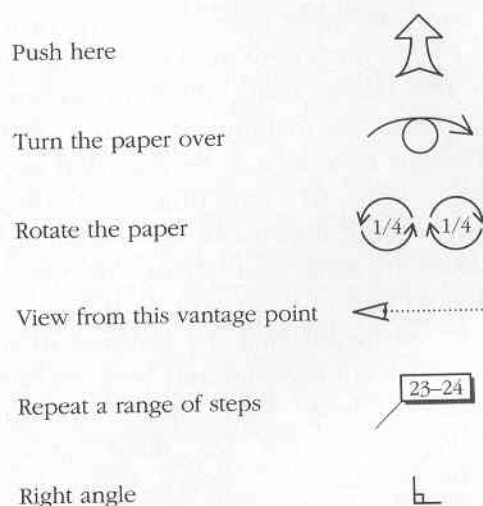 Push here
Turn the paper over
Rotate the paper 1/4 1/4
View from this vantage point
Repeat a range of steps 23–24
Right angle